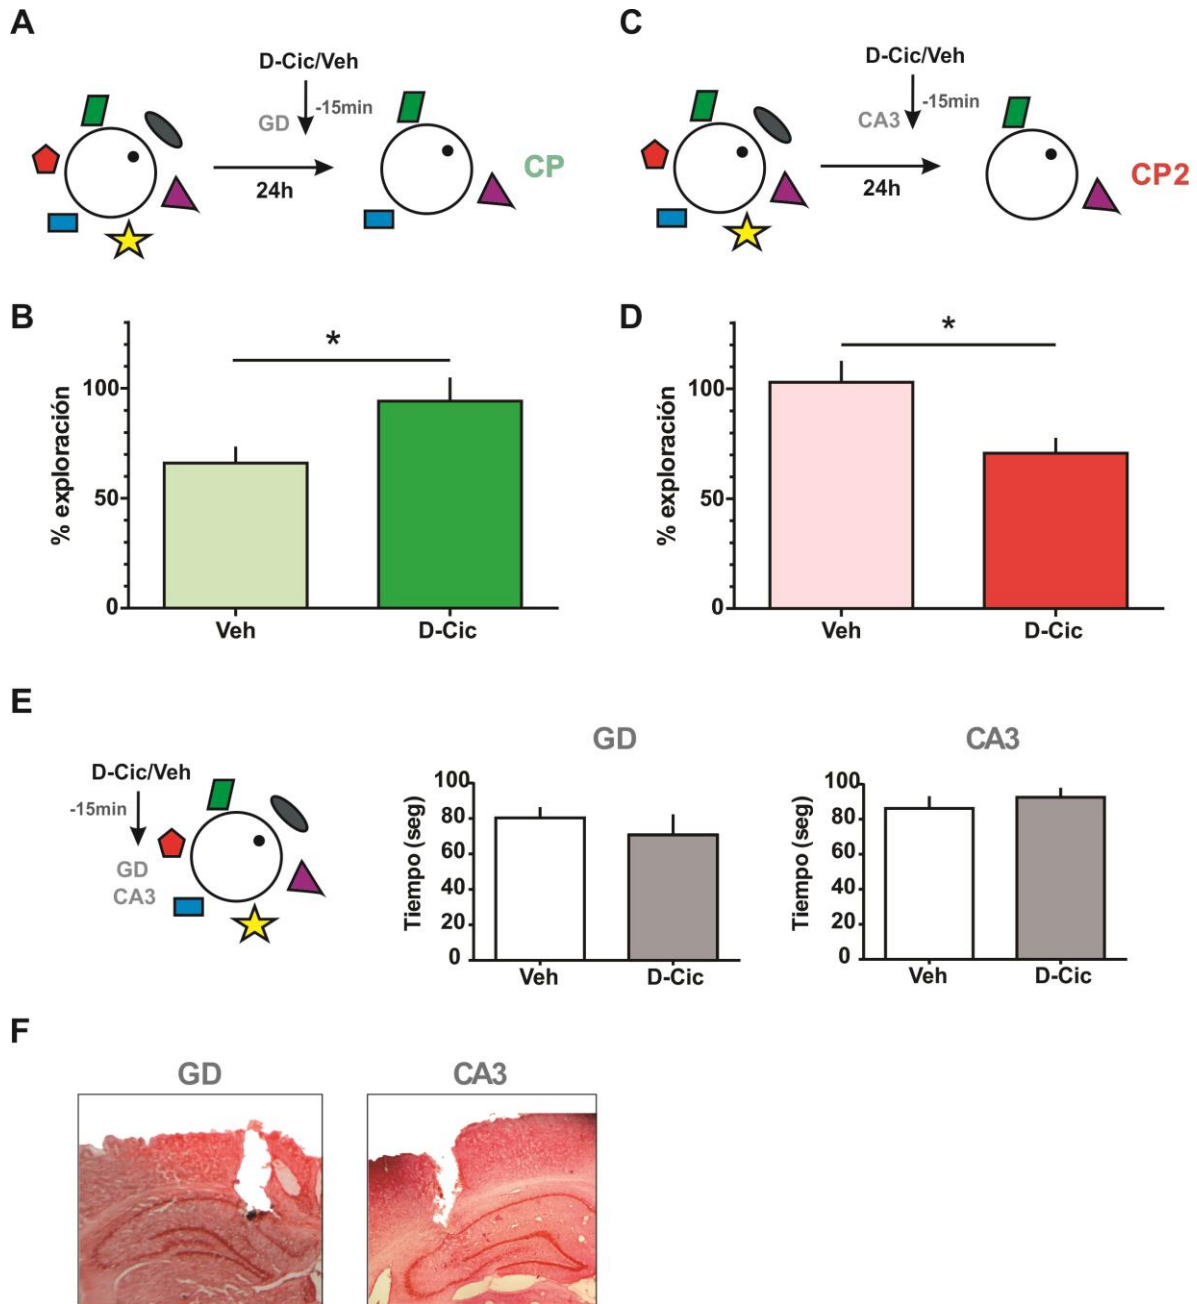 A
D-Cic/Veh
-15min
GD
24h
CP
C
D-Cic/Veh
-15min
CA3
24h
CP2
B
*
% exploración
100
50
0
Veh
D-Cic
D
*
% exploración
100
50
0
Veh
D-Cic
E
D-Cic/Veh
-15min
GD
CA3
GD
Tiempo (seg)
100
80
60
40
20
0
Veh
D-Cic
CA3
Tiempo (seg)
100
80
60
40
20
0
Veh
D-Cic
F
GD
CA3